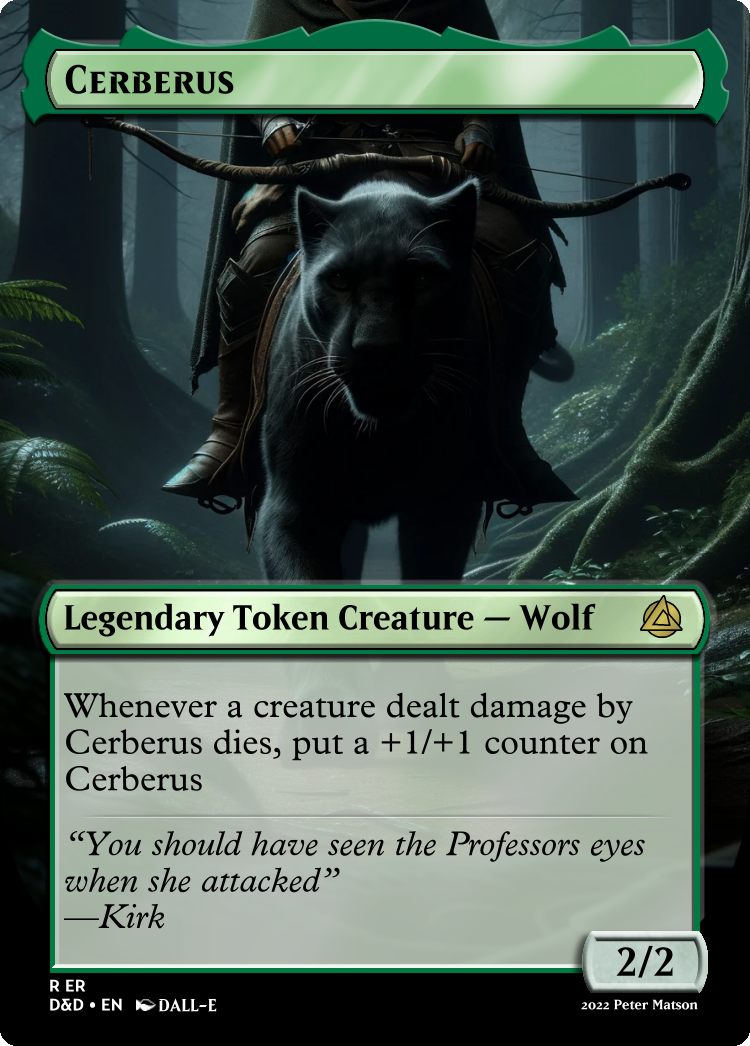 Cerberus
Legendary Token Creature — Wolf
Whenever a creature dealt damage by
Cerberus dies, put a +1/+1 counter on
Cerberus
“You should have seen the Professors eyes
when she attacked”
—Kirk
2/2
R ER
D&D • EN DALL-E
2022 Peter Matson